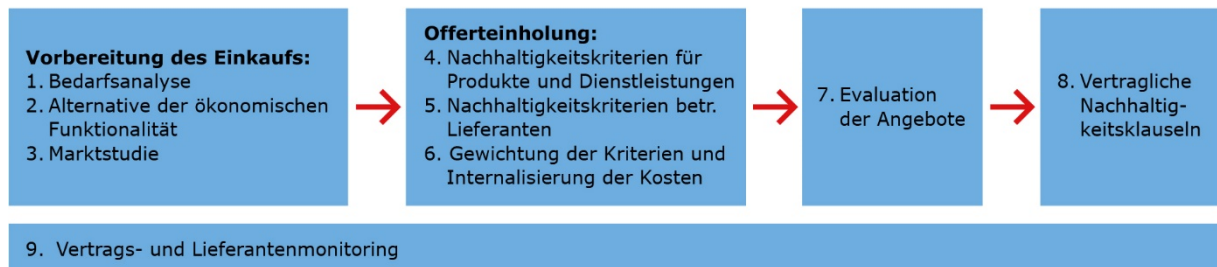 Vorbereitung des Einkaufs:
1. Bedarfsanalyse
2. Alternative der ökonomischen
Funktionalität
3. Marktstudie
Offerteinholung:
4. Nachhaltigkeitskriterien für
Produkte und Dienstleistungen
5. Nachhaltigkeitskriterien betr.
Lieferanten
6. Gewichtung der Kriterien und
Internalisierung der Kosten
7. Evaluation
der Angebote
8. Vertragliche
Nachhaltig-
keitsklauseln
9. Vertrags- und Lieferantenmonitoring